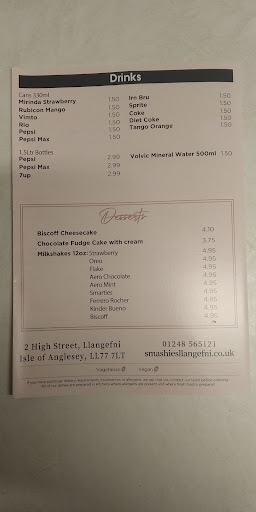 Drinks
Cans 330ml
Mirinda Strawberry 1.50
Rubicon Mango 1.50
Vimto 1.50
Rio 1.50
Pepsi 1.50
Pepsi Max 1.50
Irn Bru 1.50
Sprite 1.50
Coke 1.50
Diet Coke 1.50
Tango Orange 1.50
1.5Ltr Bottles
Pepsi 2.99
Pepsi Max 2.99
7up 2.99
Volvic Mineral Water 500ml 1.50
Desserts
Biscoff Cheesecake 4.10
Chocolate Fudge Cake with cream 3.75
Milkshakes 12oz: Strawberry 4.95
Oreo 4.95
Flake 4.95
Aero Chocolate 4.95
Aero Mint 4.95
Smarties 4.95
Ferrero Rocher 4.95
Kinder Bueno 4.95
Biscoff 4.95
2 High Street, Llangefni
Isle of Anglesey, LL77 7LT
01248 565121
smashiesllangefni.co.uk
Vegetarian
Vegan